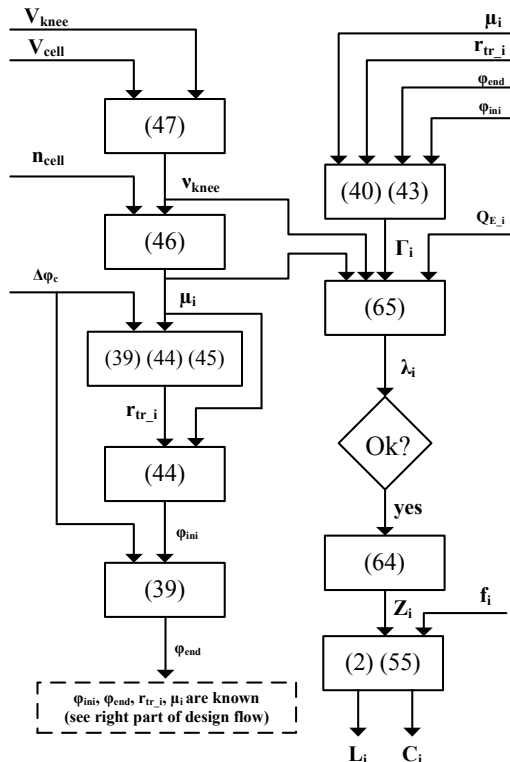 V_knee
V_cell
(47)
n_cell
ν_knee
(46)
Δφ_c
μ_i
(39) (44) (45)
r_tr_i
(44)
φ_ini
(39)
φ_end
φ_ini, φ_end, r_tr_i, μ_i are known
(see right part of design flow)
μ_i
r_tr_i
φ_end
φ_ini
(40) (43)
Q_E_i
Γ_i
(65)
λ_i
Ok?
yes
(64)
Z_i
f_i
(2) (55)
L_i
C_i